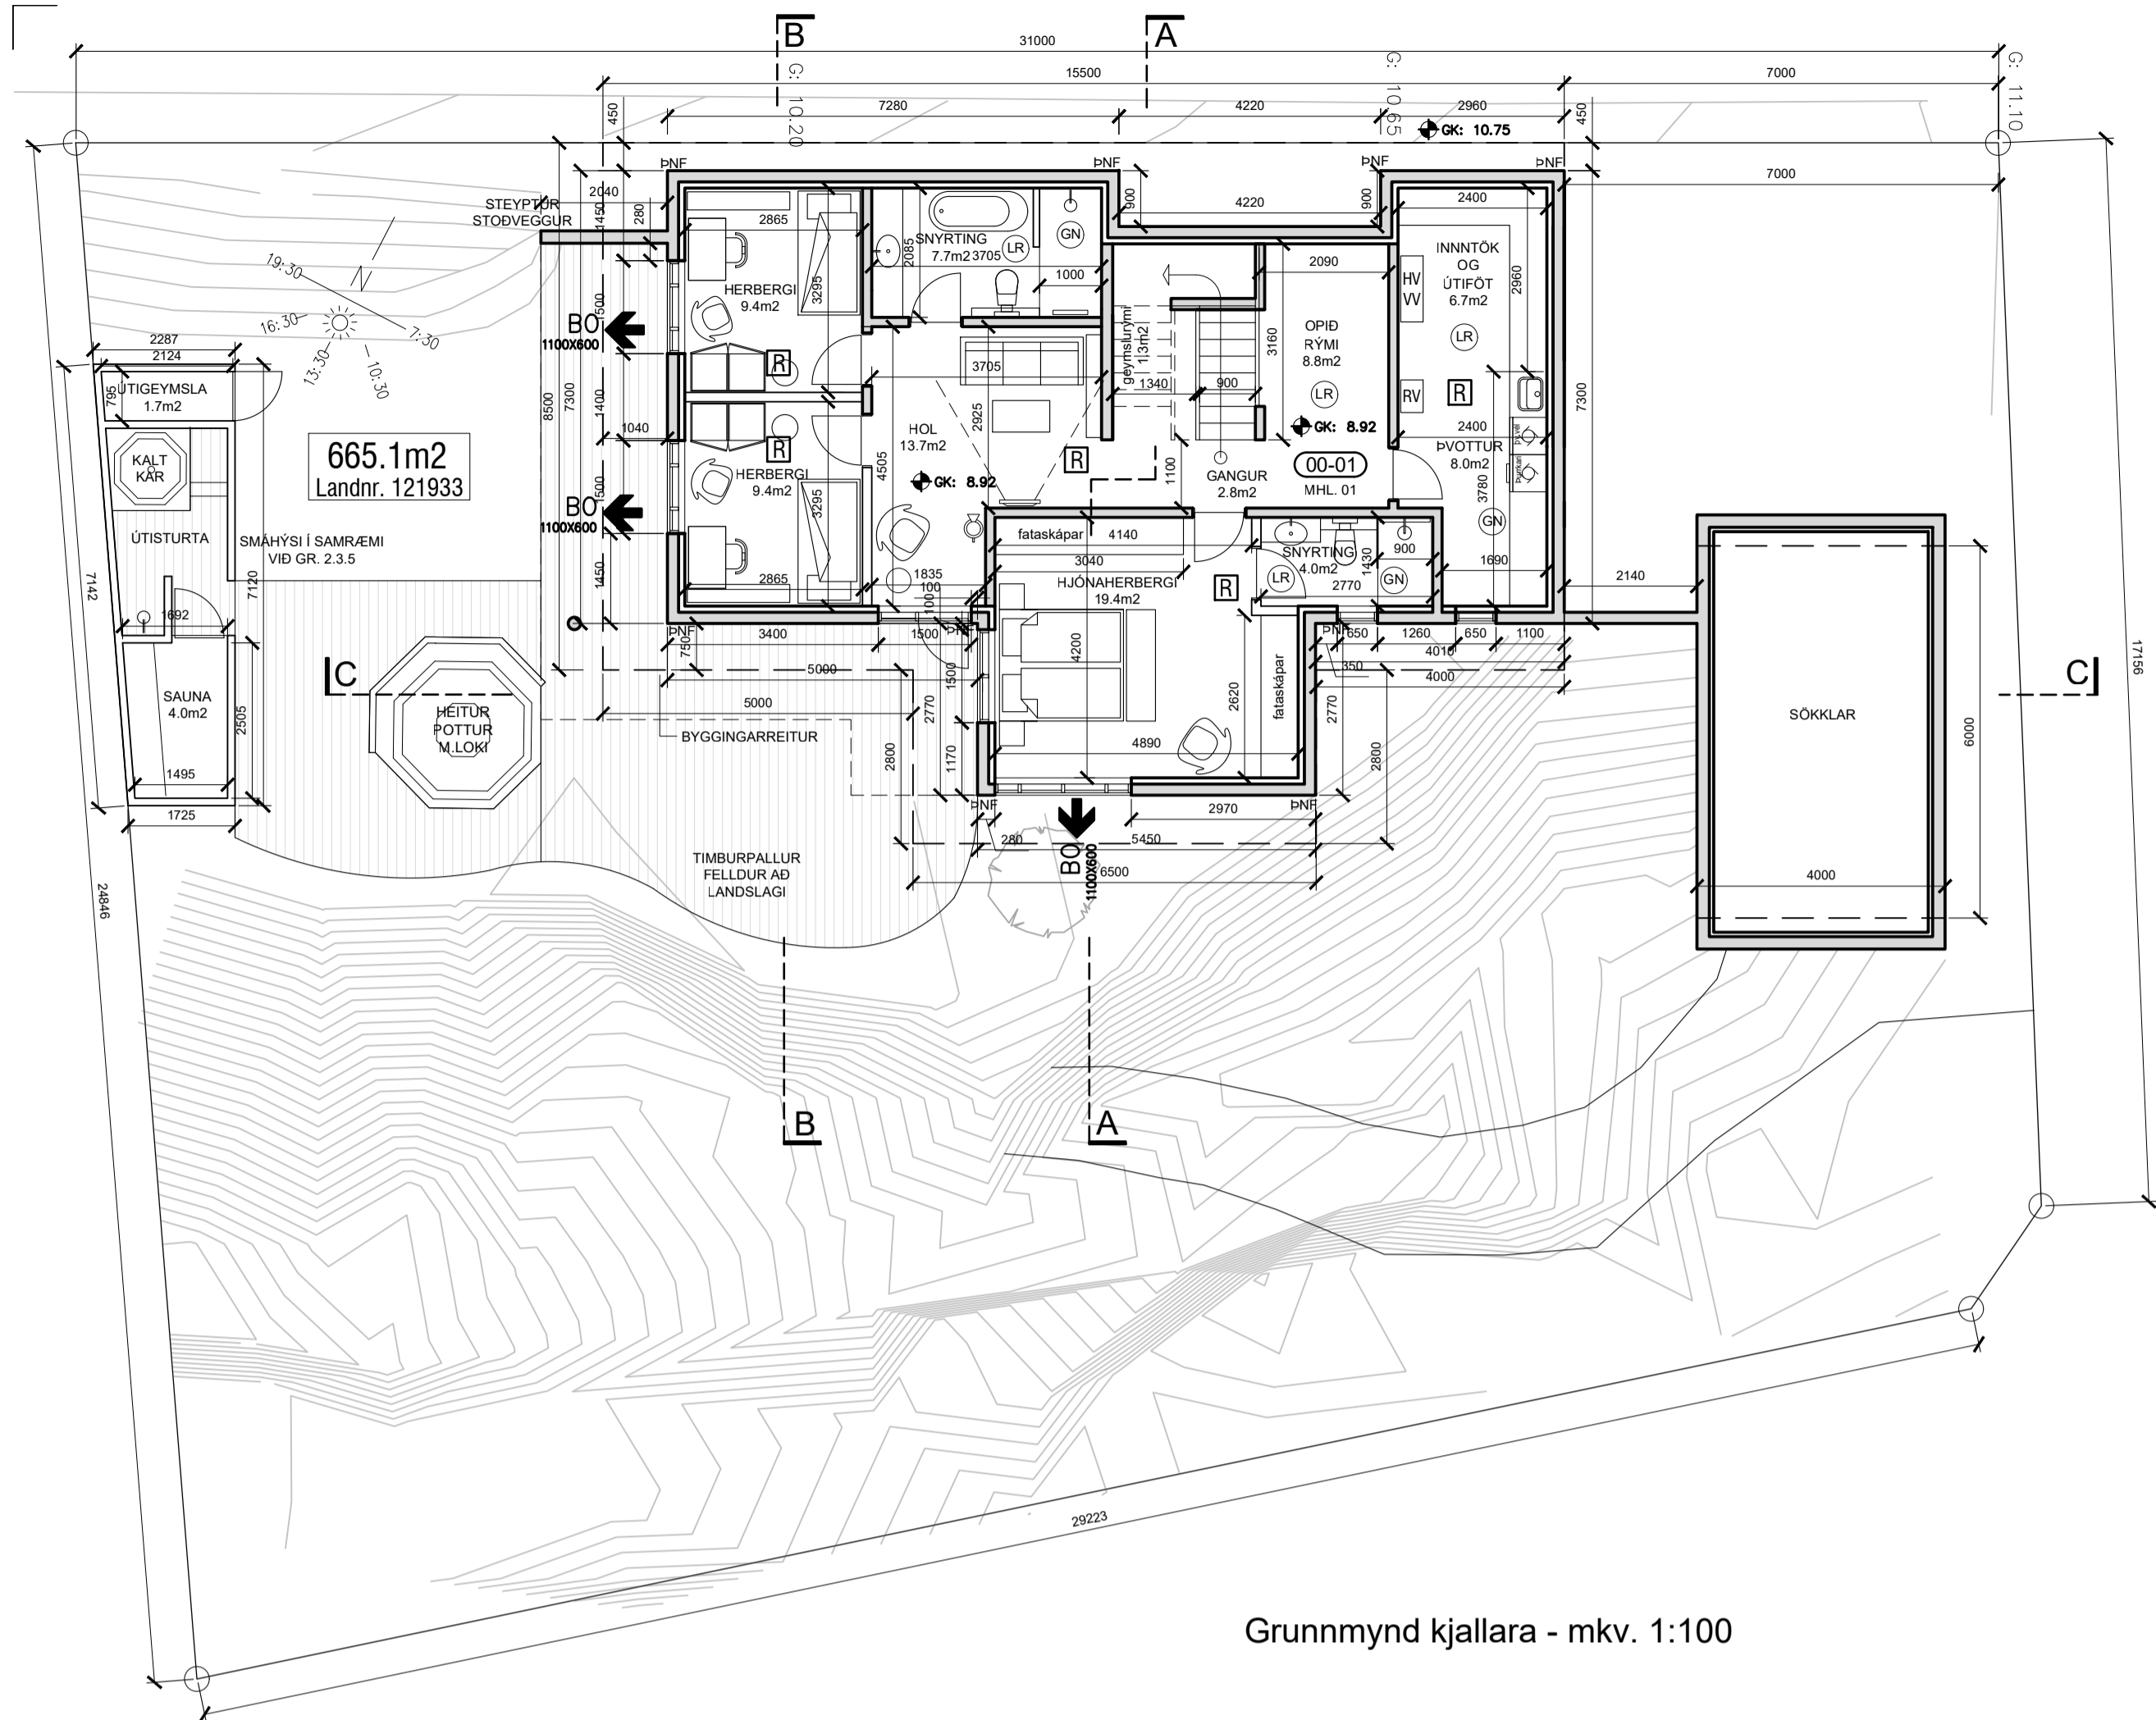 B
A
31000
G: 10.20
G: 10.65
G: 11.10
15500
7000
7280
4220
2960
450
450
GK: 10.75
ÞNF
ÞNF
ÞNF
ÞNF
7000
2040
STEYPTUR
STOÐVEGGUR
1450
280
900
4220
900
2400
2865
2085
SNYRTING
7.7m2
3705
LR
GN
1000
INNNTÖK
OG
ÚTIFÖT
6.7m2
2960
HV
VV
LR
2090
19:30
N
16:30
7:30
13:30
10:30
HERBERGI
9.4m2
3295
1500
BO
1100X600
R
OPIÐ
RÝMI
8.8m2
LR
3160
geymslurými
1.3m2
1340
900
GK: 8.92
RV
R
7300
2287
2124
ÚTIGEYMSLA
1.7m2
795
8500
7300
1400
1040
3705
2925
HOL
13.7m2
4505
GK: 8.92
R
665.1m2
Landnr. 121933
KALT
KAR
R
HERBERGI
9.4m2
3295
1500
BO
1100X600
GANGUR
2.8m2
1100
00-01
MHL. 01
2400
ÞVOTTUR
8.0m2
3780
Þv.vél
Þurrkari
GN
ÚTISTURTA
SMÁHÝSI Í SAMRÆMI
VIÐ GR. 2.3.5
7142
7120
1450
2865
1835
100
100
fataskápar
4140
3040
HJÓNAHERBERGI
19.4m2
R
SNYRTING
4.0m2
1430
900
LR
2770
GN
1690
2140
1692
ÞNF
750
3400
1500
ÞNF
ÞNF
650
1260
650
1100
4010
350
4000
C
5000
5000
1500
2770
4200
2620
fataskápar
2770
2800
C
17156
SAUNA
4.0m2
2505
1495
1725
HEITUR
POTTUR
M.LOKI
BYGGINGARREITUR
2800
1170
4890
SÖKKLAR
6000
4000
ÞNF
280
2970
ÞNF
5450
BO
1100X600
6500
TIMBURPALLUR
FELLDUR AÐ
LANDSLAGI
24846
B
A
29223
Grunnmynd kjallara - mkv. 1:100